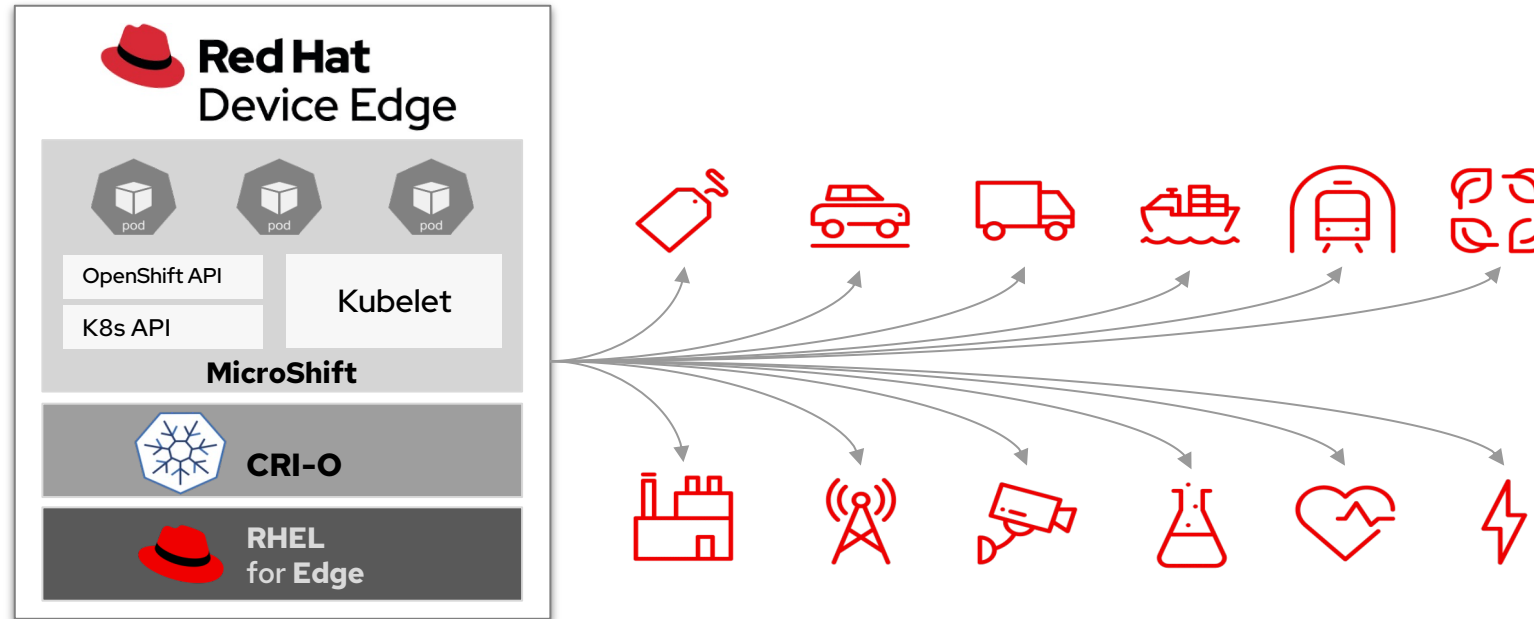 Red Hat
Device Edge
pod
pod
pod
OpenShift API
K8s API
Kubelet
MicroShift
CRI-O
RHEL
for Edge